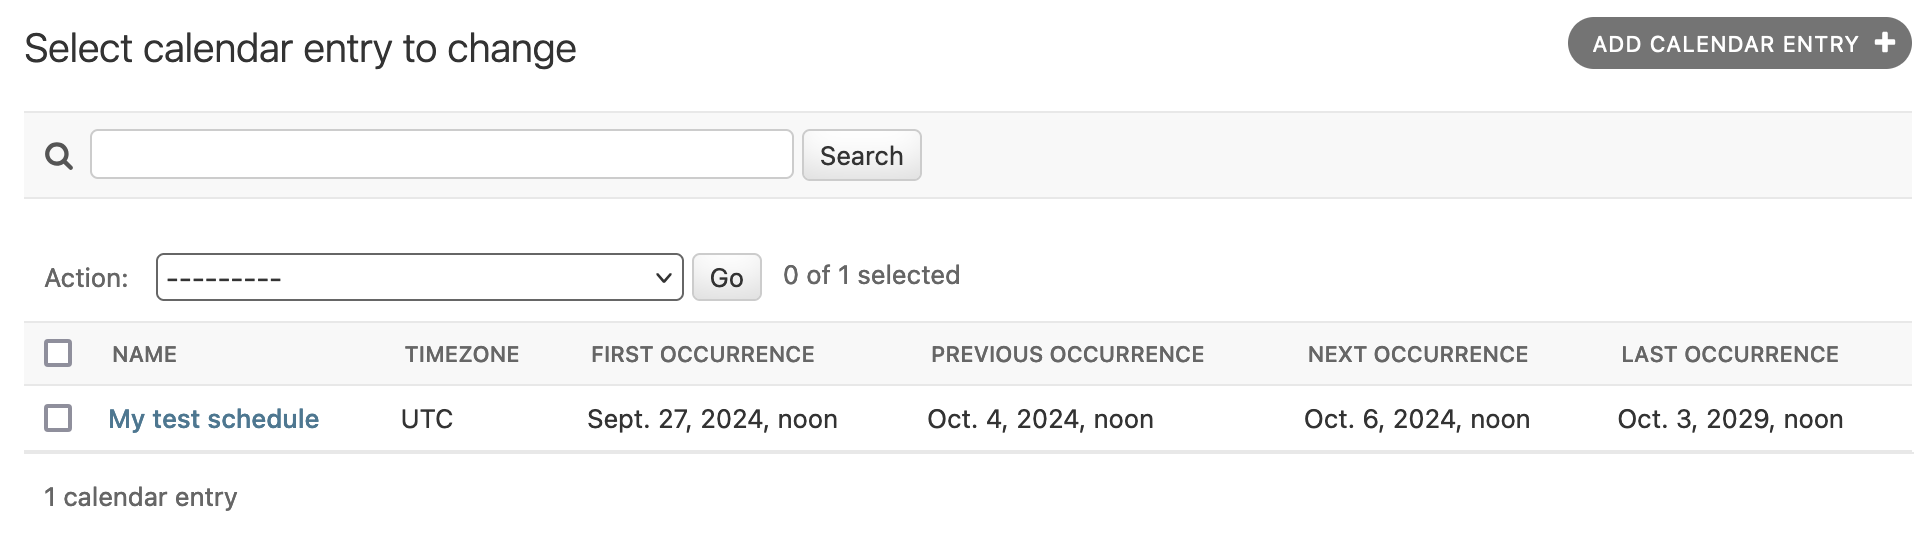 Select calendar entry to change
ADD CALENDAR ENTRY +
Search
Action: --------- Go 0 of 1 selected
NAME TIMEZONE FIRST OCCURRENCE PREVIOUS OCCURRENCE NEXT OCCURRENCE LAST OCCURRENCE
My test schedule UTC Sept. 27, 2024, noon Oct. 4, 2024, noon Oct. 6, 2024, noon Oct. 3, 2029, noon
1 calendar entry